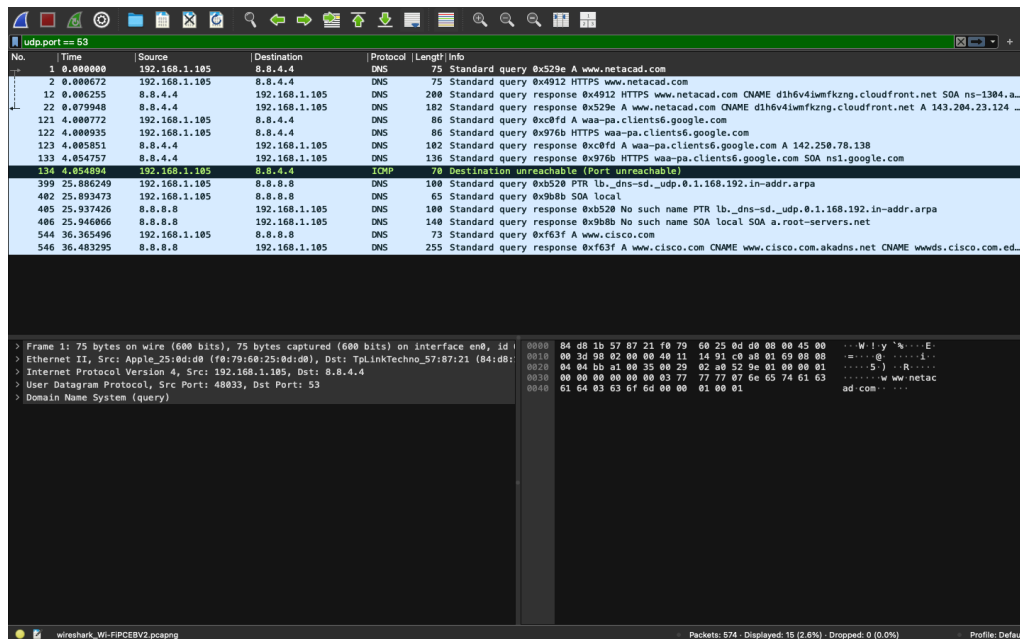 udp.port == 53
No. Time Source Destination Protocol Length Info
1 0.000000 192.168.1.105 8.8.4.4 DNS 75 Standard query 0x529e A www.netacad.com
2 0.000672 192.168.1.105 8.8.4.4 DNS 75 Standard query 0x4912 HTTPS www.netacad.com
12 0.006255 8.8.4.4 192.168.1.105 DNS 200 Standard query response 0x4912 HTTPS www.netacad.com CNAME d1h6v4iwmfkzng.cloudfront.net SOA ns-1304.a…
22 0.079948 8.8.4.4 192.168.1.105 DNS 182 Standard query response 0x529e A www.netacad.com CNAME d1h6v4iwmfkzng.cloudfront.net A 143.204.23.124 …
121 4.000772 192.168.1.105 8.8.4.4 DNS 86 Standard query 0xc0fd A waa-pa.clients6.google.com
122 4.000935 192.168.1.105 8.8.4.4 DNS 86 Standard query 0x976b HTTPS waa-pa.clients6.google.com
123 4.005851 8.8.4.4 192.168.1.105 DNS 102 Standard query response 0xc0fd A waa-pa.clients6.google.com A 142.250.78.138
133 4.054757 8.8.4.4 192.168.1.105 DNS 136 Standard query response 0x976b HTTPS waa-pa.clients6.google.com SOA ns1.google.com
134 4.054894 192.168.1.105 8.8.4.4 ICMP 70 Destination unreachable (Port unreachable)
399 25.886249 192.168.1.105 8.8.8.8 DNS 100 Standard query 0xb520 PTR lb._dns-sd._udp.0.1.168.192.in-addr.arpa
402 25.893473 192.168.1.105 8.8.8.8 DNS 65 Standard query 0x9b8b SOA local
405 25.937426 8.8.8.8 192.168.1.105 DNS 100 Standard query response 0xb520 No such name PTR lb._dns-sd._udp.0.1.168.192.in-addr.arpa
406 25.946066 8.8.8.8 192.168.1.105 DNS 140 Standard query response 0x9b8b No such name SOA local SOA a.root-servers.net
544 36.365496 192.168.1.105 8.8.8.8 DNS 73 Standard query 0xf63f A www.cisco.com
546 36.483295 8.8.8.8 192.168.1.105 DNS 255 Standard query response 0xf63f A www.cisco.com CNAME www.cisco.com.akadns.net CNAME wwwds.cisco.com.ed…
> Frame 1: 75 bytes on wire (600 bits), 75 bytes captured (600 bits) on interface en0, id
> Ethernet II, Src: Apple_25:0d:d0 (f0:79:60:25:0d:d0), Dst: TpLinkTechno_57:87:21 (84:d8:
> Internet Protocol Version 4, Src: 192.168.1.105, Dst: 8.8.4.4
> User Datagram Protocol, Src Port: 48033, Dst Port: 53
> Domain Name System (query)
0000 84 d8 1b 57 87 21 f0 79 60 25 0d d0 08 00 45 00 ···W·!·y `%····E·
0010 00 3d 98 02 00 00 40 11 14 91 c0 a8 01 69 08 08 ·=····@· ·····i··
0020 04 04 bb a1 00 35 00 29 02 a0 52 9e 01 00 00 01 ·····5·) ··R·····
0030 00 00 00 00 00 00 03 77 77 77 07 6e 65 74 61 63 ·······w ww·netac
0040 61 64 03 63 6f 6d 00 00 01 00 01 ad·com·· ···
wireshark_Wi-FiPCEBV2.pcapng
Packets: 574 · Displayed: 15 (2.6%) · Dropped: 0 (0.0%)
Profile: Defau